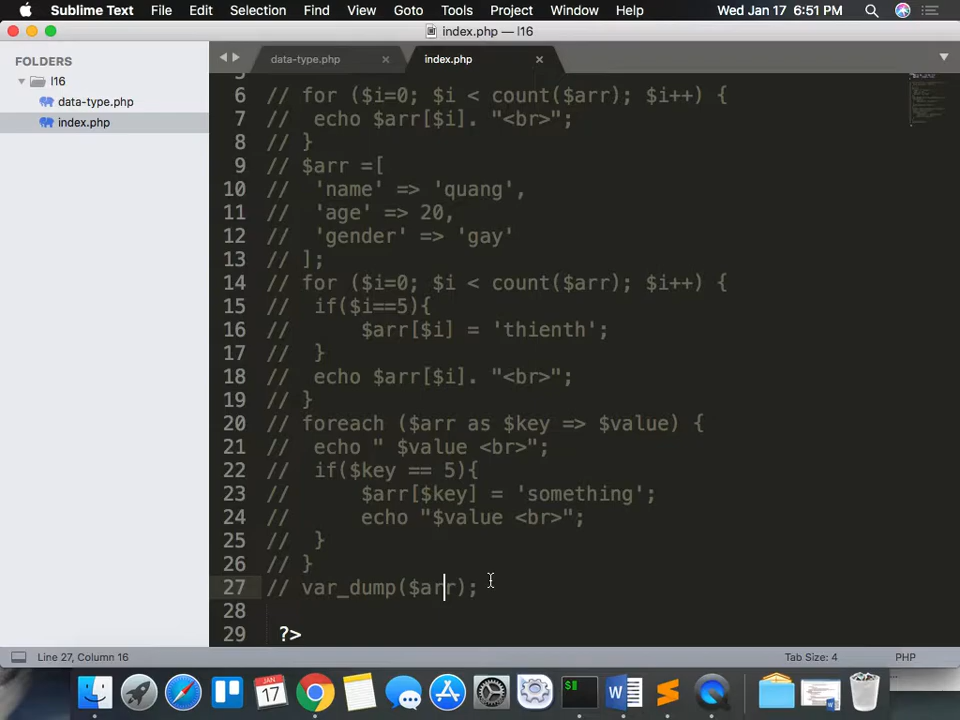 Sublime Text File Edit Selection Find View Goto Tools Project Window Help Wed Jan 17 6:51 PM
index.php — l16
FOLDERS
l16
data-type.php
index.php
data-type.php index.php
6 // for ($i=0; $i < count($arr); $i++) {
7 // echo $arr[$i]. "<br>";
8 // }
9 // $arr =[
10 // 'name' => 'quang',
11 // 'age' => 20,
12 // 'gender' => 'gay'
13 // ];
14 // for ($i=0; $i < count($arr); $i++) {
15 // if($i==5){
16 // $arr[$i] = 'thienth';
17 // }
18 // echo $arr[$i]. "<br>";
19 // }
20 // foreach ($arr as $key => $value) {
21 // echo " $value <br>";
22 // if($key == 5){
23 // $arr[$key] = 'something';
24 // echo "$value <br>";
25 // }
26 // }
27 // var_dump($arr);
28
29 ?>
Line 27, Column 16 Tab Size: 4 PHP
JAN
17